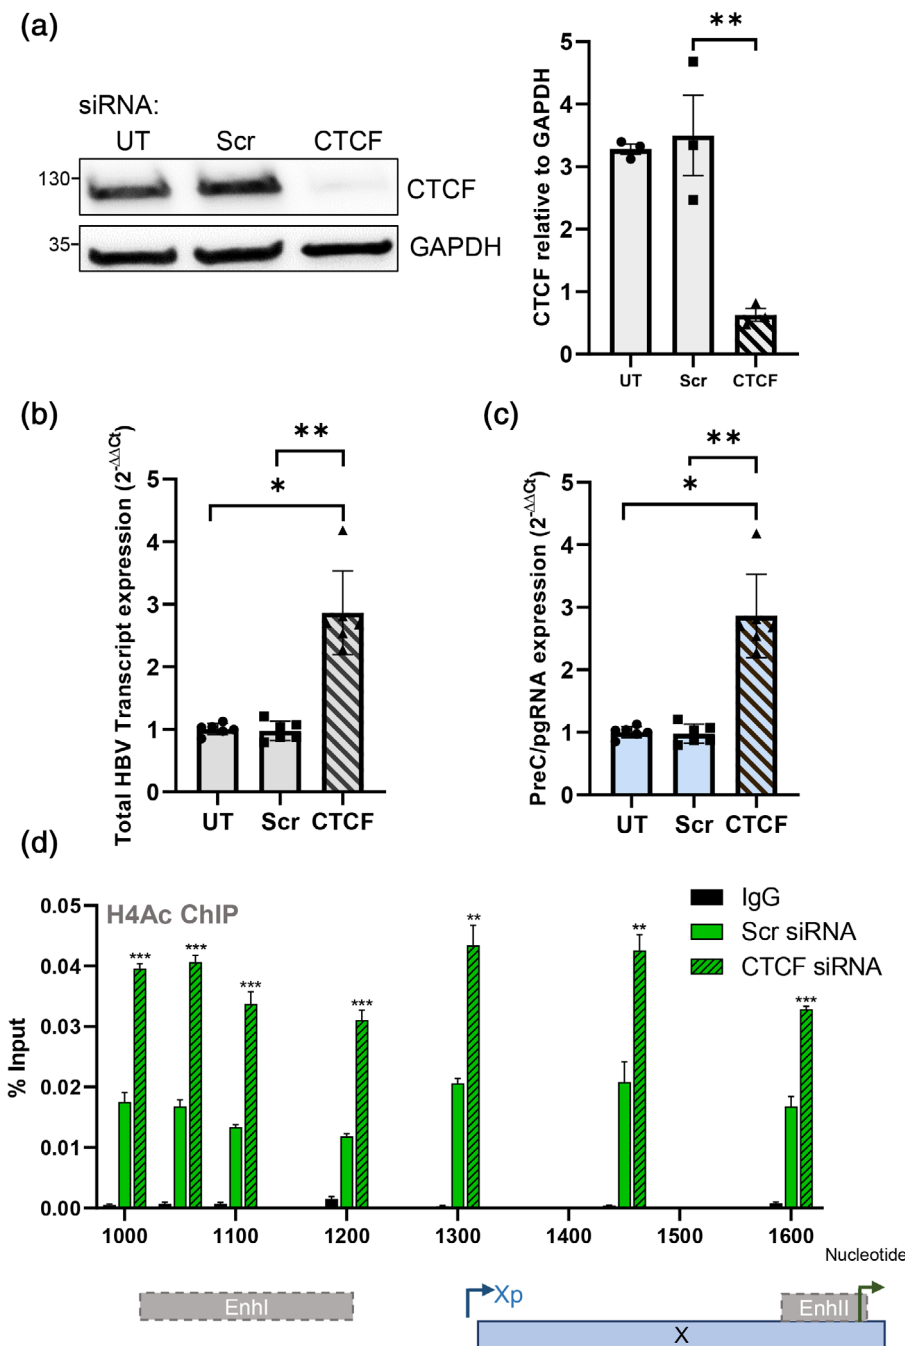 (a)
siRNA:
UT Scr CTCF
130
CTCF
35
GAPDH
CTCF relative to GAPDH
5
4
3
2
1
0
**
UT Scr CTCF
(b)
Total HBV Transcript expression (2^-ΔΔCt)
5
4
3
2
1
0
**
*
UT Scr CTCF
(c)
PreC/pgRNA expression (2^-ΔΔCt)
5
4
3
2
1
0
**
*
UT Scr CTCF
(d)
H4Ac ChIP
% Input
0.05
0.04
0.03
0.02
0.01
0.00
*** *** *** *** ** ** ***
IgG
Scr siRNA
CTCF siRNA
1000 1100 1200 1300 1400 1500 1600
Nucleotide
EnhI
Xp
EnhII
X